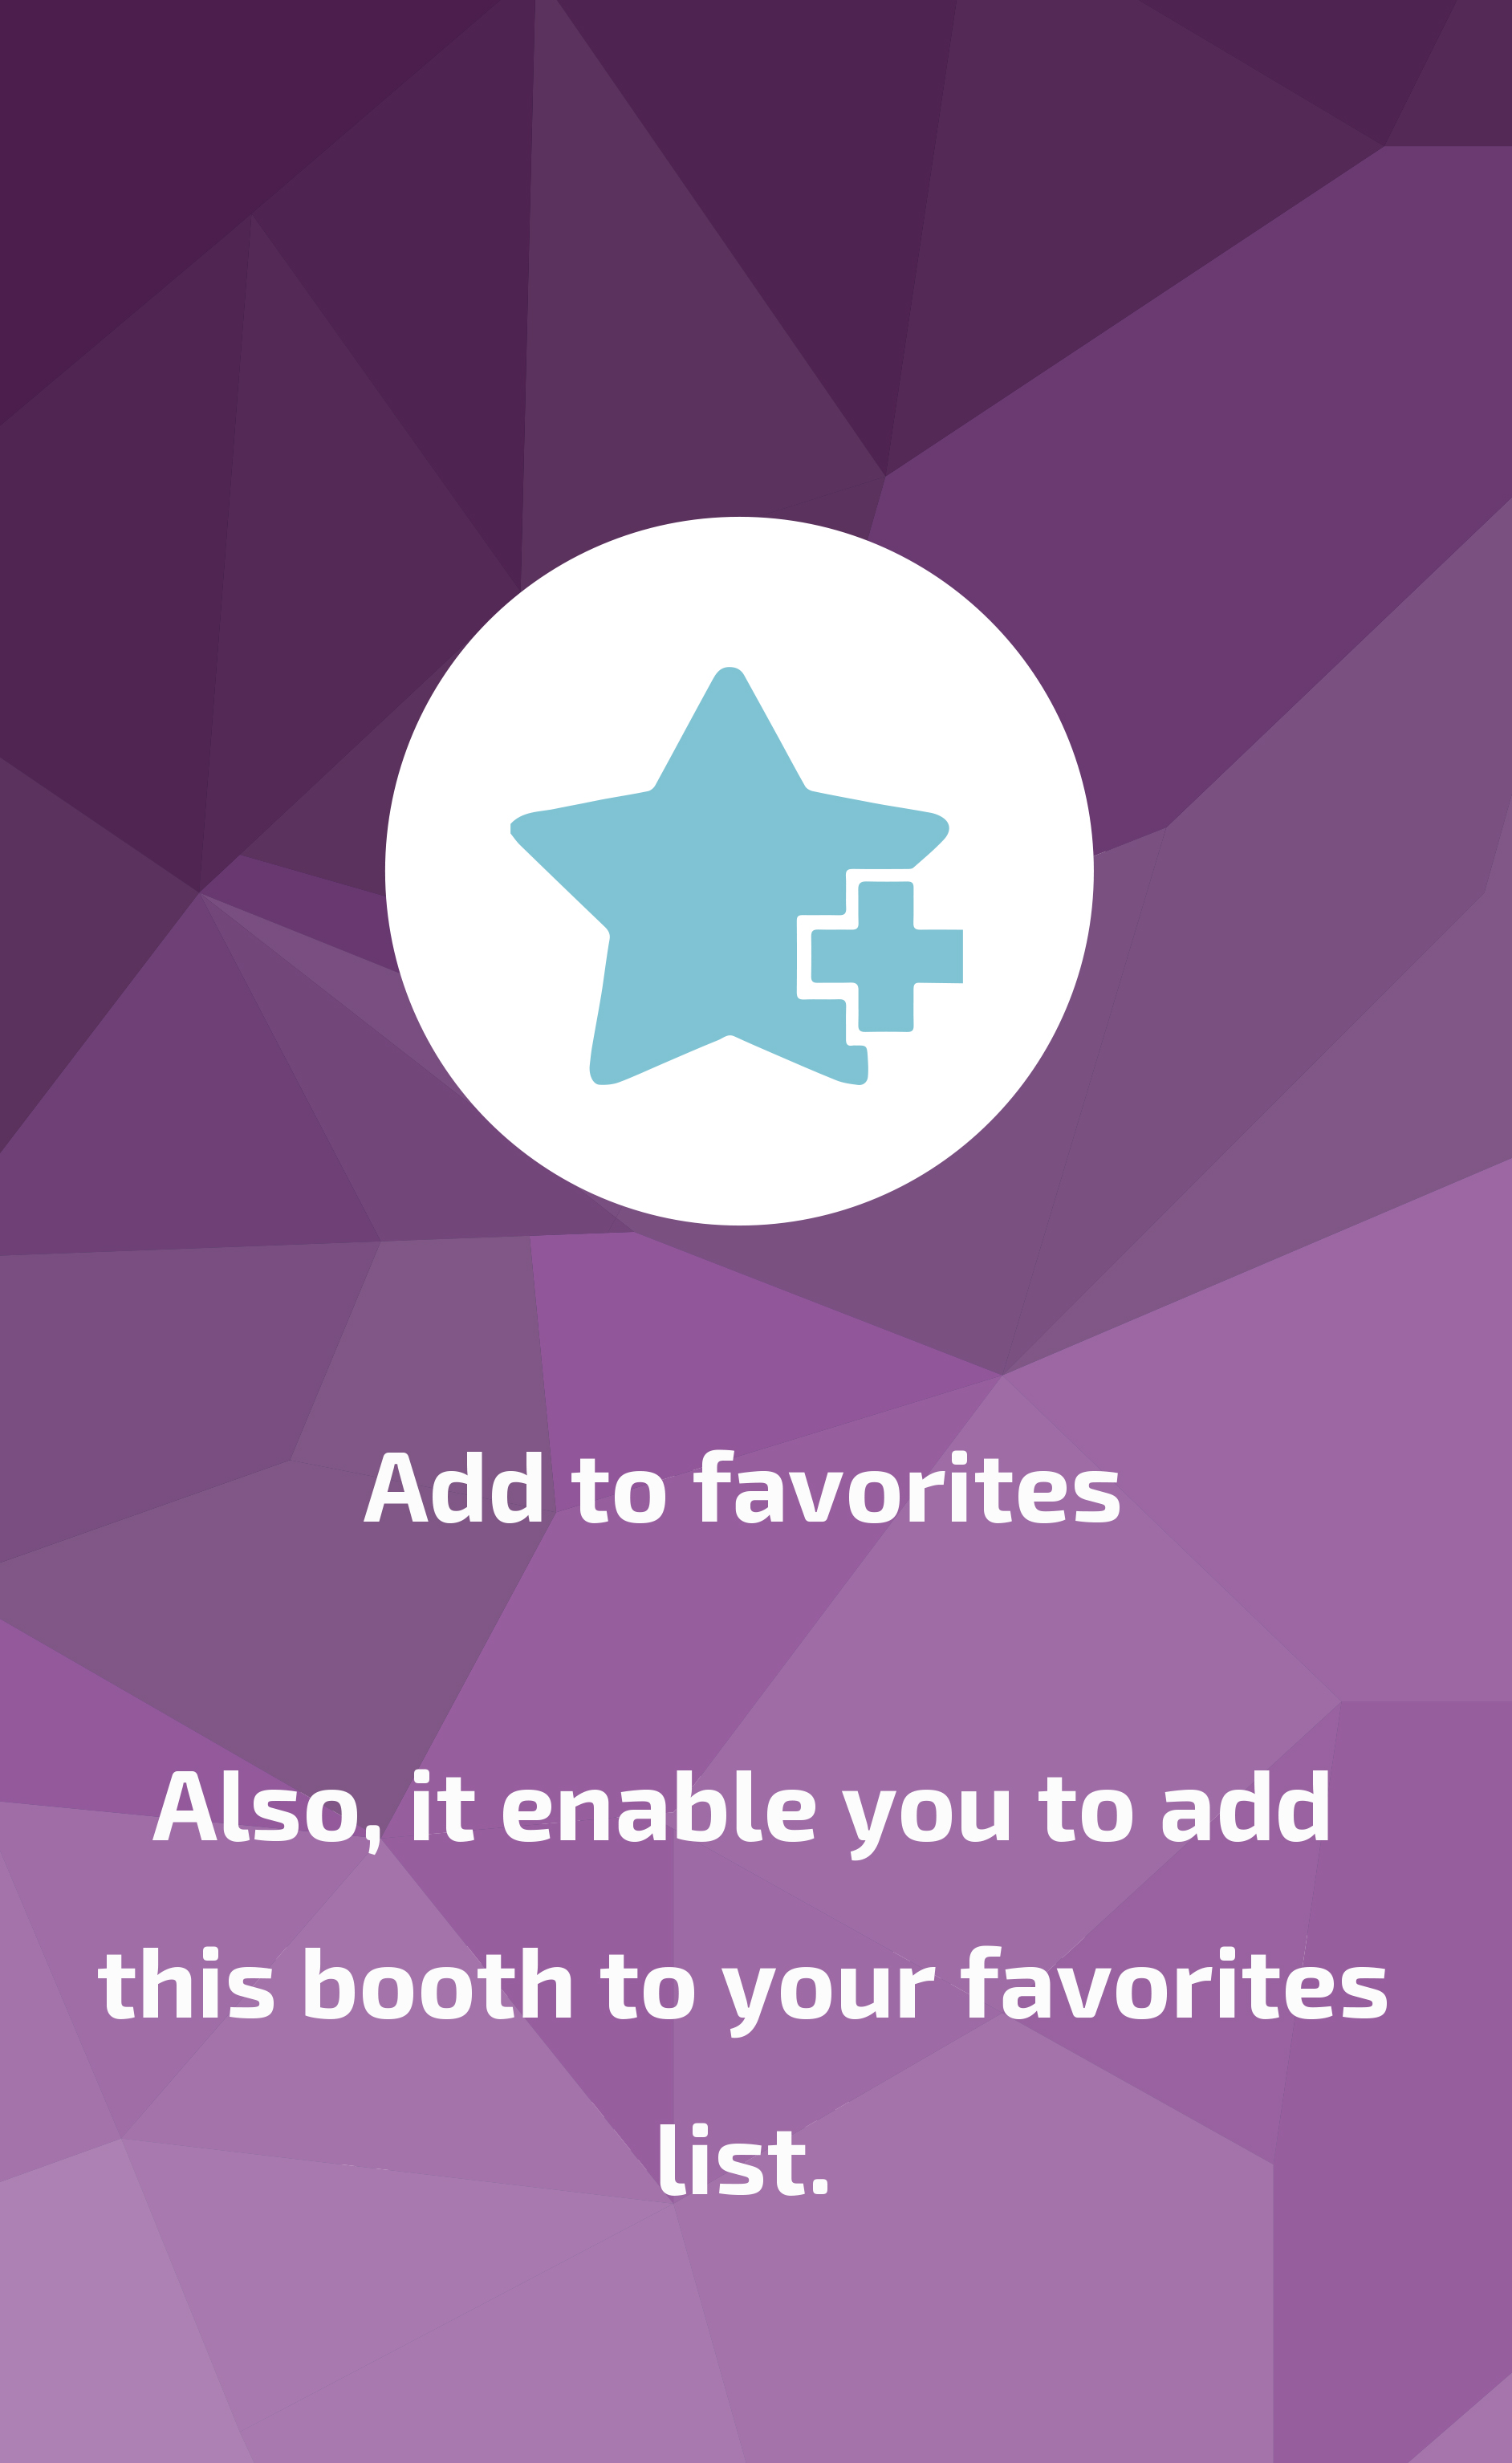 Add to favorites
Also, it enable you to add
this booth to your favorites
list.